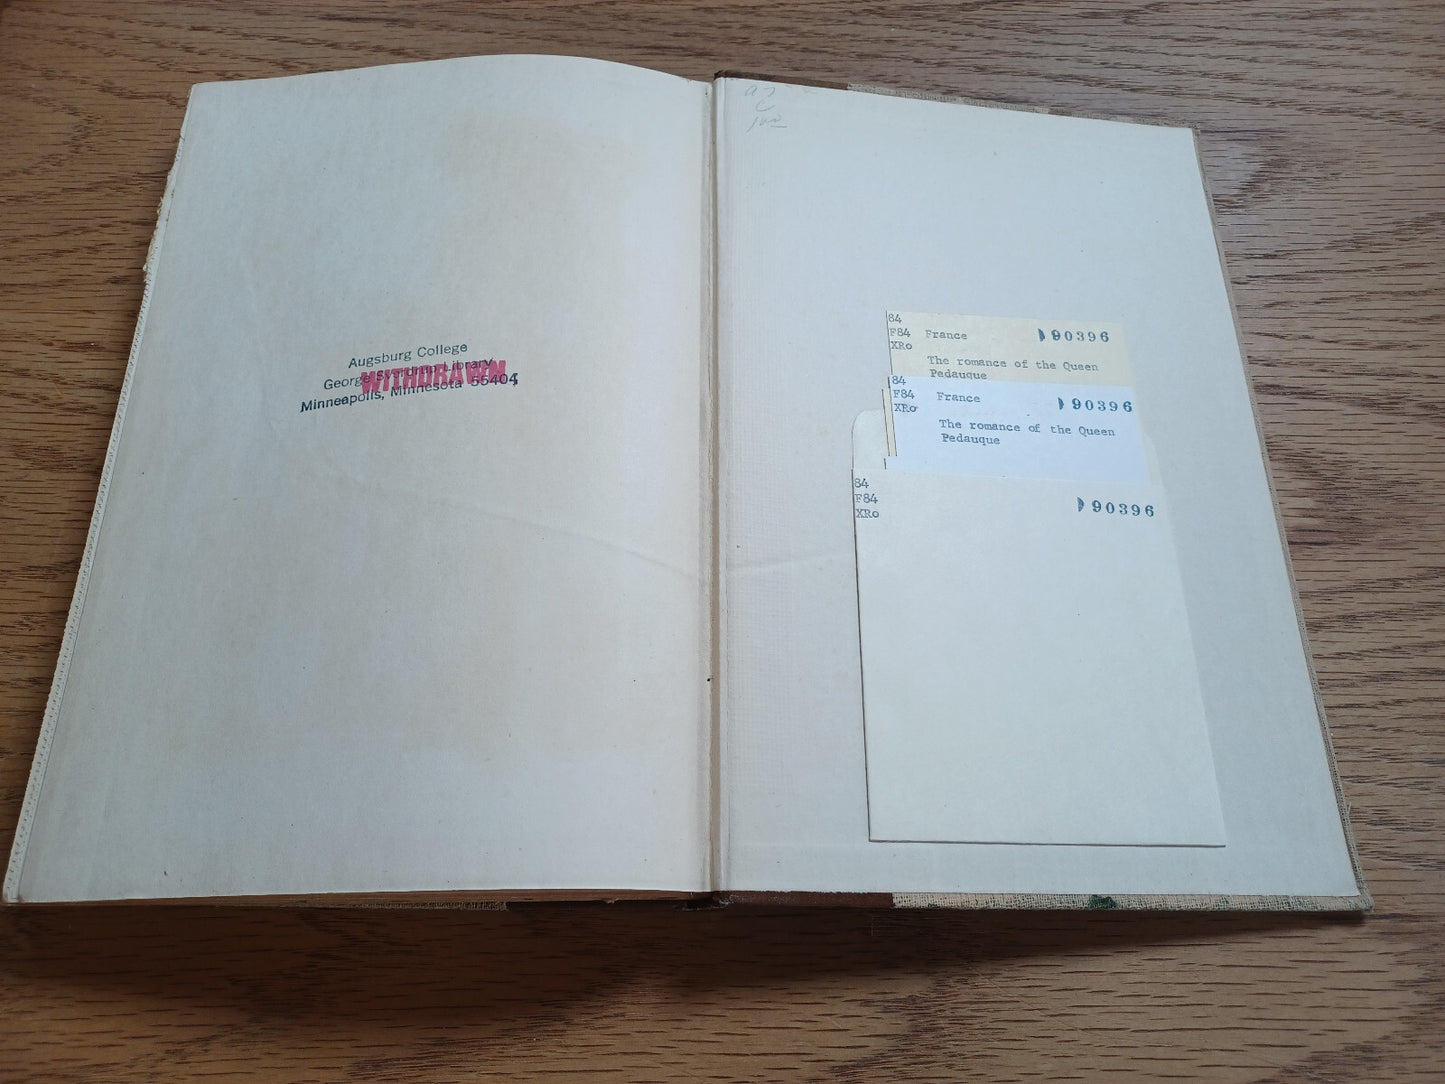 Augsburg College
George Sverdrup Library
WITHDRAWN
Minneapolis, Minnesota 55404
84
F84 France 90396
XRo
The romance of the Queen
Pedauque
84
F84 France 90396
XRo
The romance of the Queen
Pedauque
84
F84 90396
XRo